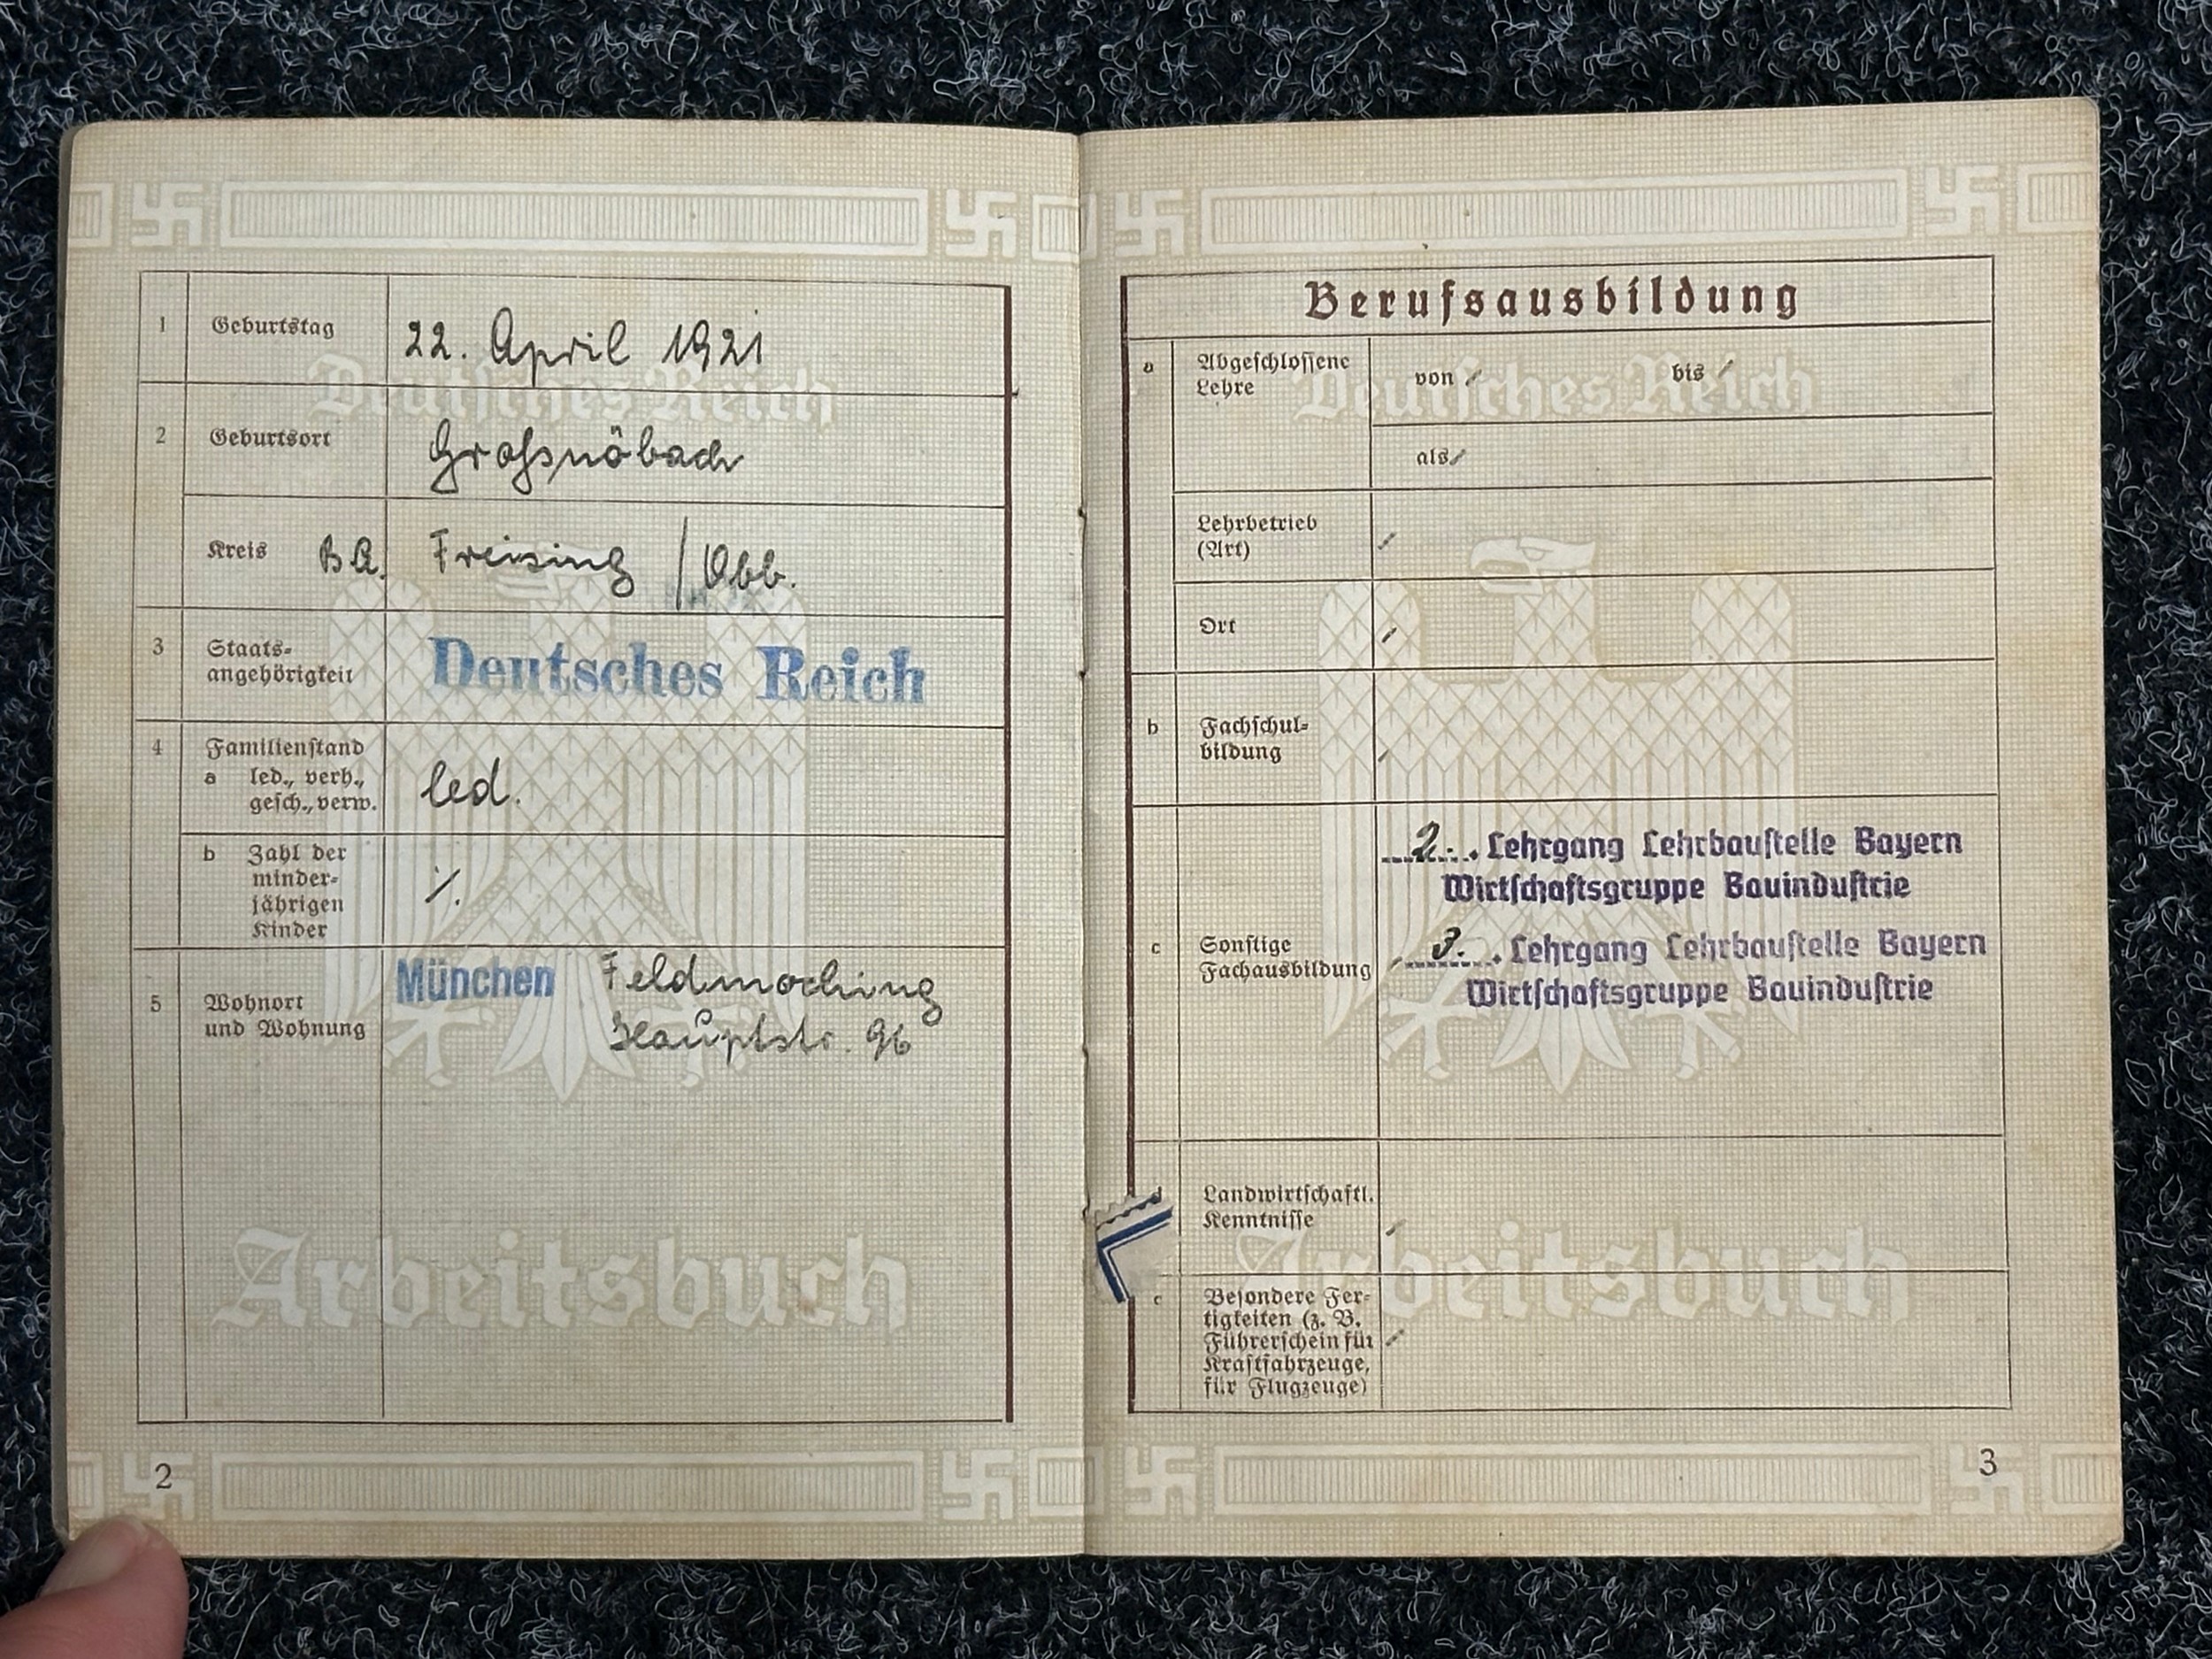 1 Geburtstag 22. April 1921
Deutsches Reich
2 Geburtsort Großnöbach
Kreis B.A. Freising / Obb.
3 Staats=
angehörigkeit Deutsches Reich
4 Familienstand
a led., verh.,
gesch., verw. led.
b Zahl der
minder=
jährigen
Kinder ·/.
5 Wohnort
und Wohnung München Feldmoching
Hauptstr. 96
Arbeitsbuch
2
Berufsausbildung
a Abgeschlossene
Lehre von / bis /
Deutsches Reich
als /
Lehrbetrieb
(Art) /
Ort /
b Fachschul=
bildung /
c Sonstige
Fachausbildung
2. Lehrgang Lehrbaustelle Bayern
Wirtschaftsgruppe Bauindustrie
3. Lehrgang Lehrbaustelle Bayern
Wirtschaftsgruppe Bauindustrie
Landwirtschaftl.
Kenntnisse /
Arbeitsbuch
e Besondere Fer=
tigkeiten (z. B.
Führerschein für /
Kraftfahrzeuge,
für Flugzeuge)
3